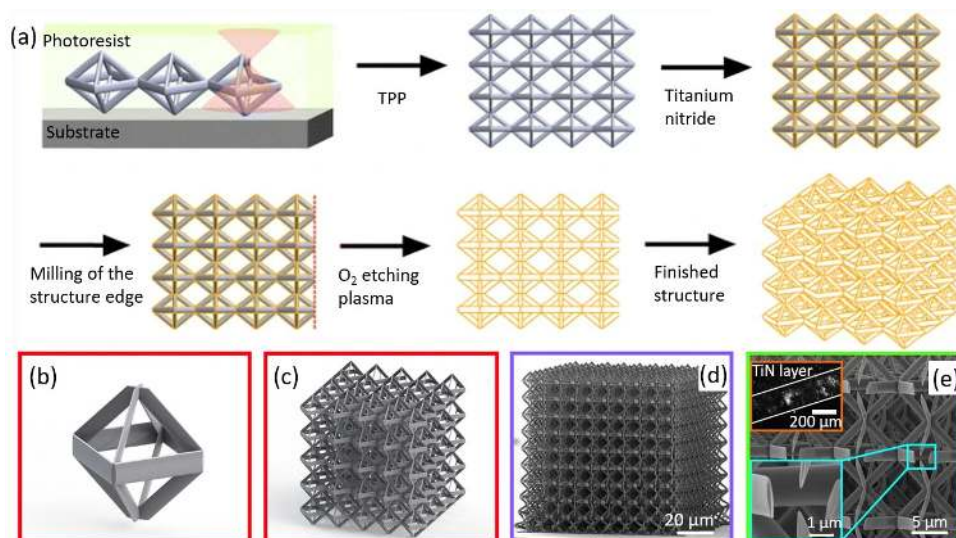 (a)
Photoresist
Substrate
TPP
Titanium
nitride
Milling of the
structure edge
O₂ etching
plasma
Finished
structure
(b)
(c)
(d)
20 μm
(e)
TiN layer
200 μm
1 μm
5 μm